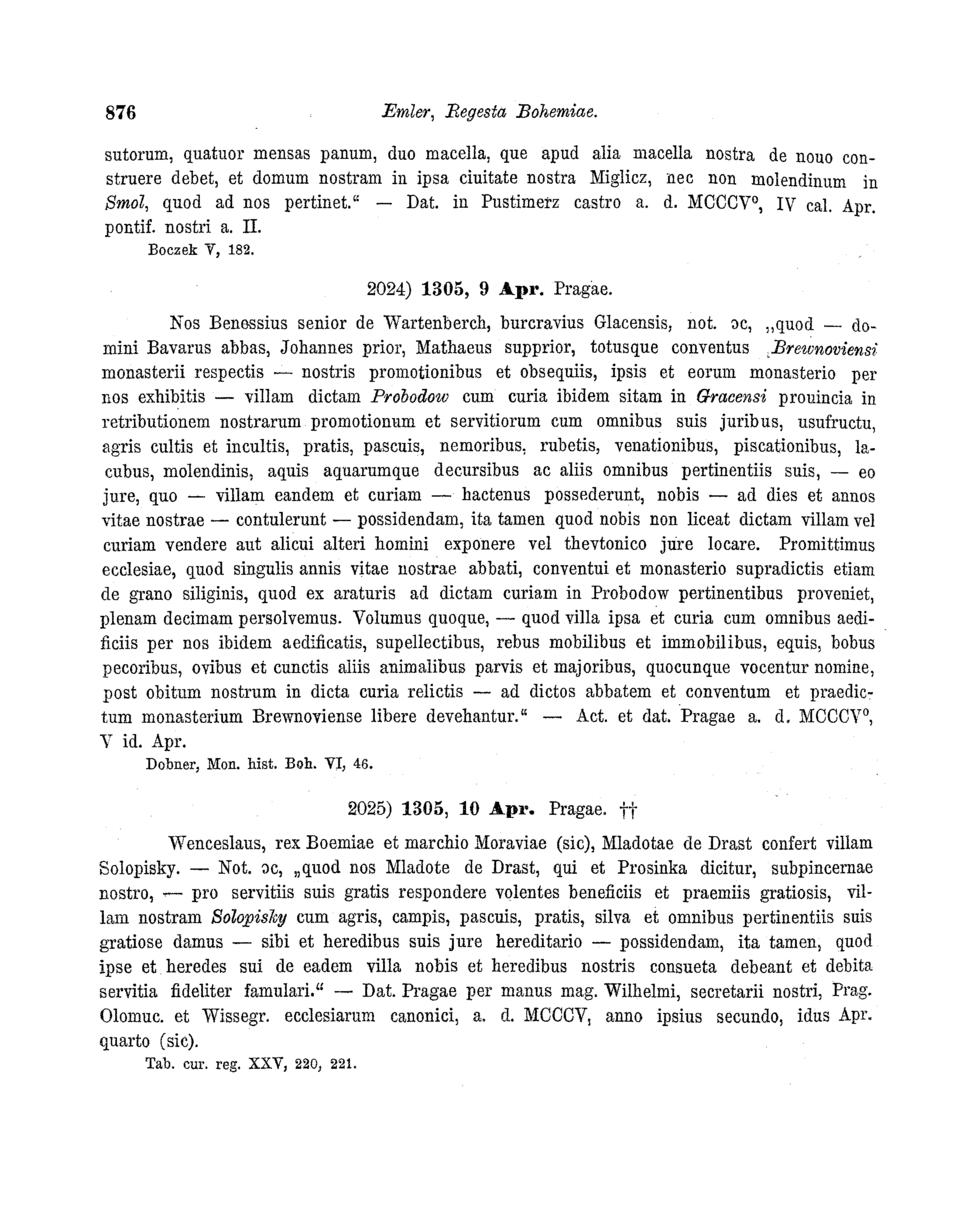 876 Emler, Regesta Bohemiae.
sutorum, quatuor mensas panum, duo macella, que apud alia macella nostra de nouo con-
struere debet, et domum nostram in ipsa ciuitate nostra Miglicz, nec non molendinum in
Smol, quod ad nos pertinet.“ — Dat. in Pustimeŕz castro a. d. MCCCV⁰, IV cal. Apr.
pontif. nostri a. II.
Boczek V, 182.
2024) 1305, 9 Apr. Pragae.
Nos Benessius senior de Wartenberch, burcravius Glacensis, not. ɔc, „quod — do-
mini Bavarus abbas, Johannes prior, Mathaeus supprior, totusque conventus Brewnoviensi
monasterii respectis — nostris promotionibus et obsequiis, ipsis et eorum monasterio per
nos exhibitis — villam dictam Probodow cum curia ibidem sitam in Gracensi prouincia in
retributionem nostrarum promotionum et servitiorum cum omnibus suis juribus, usufructu,
agris cultis et incultis, pratis, pascuis, nemoribus, rubetis, venationibus, piscationibus, la-
cubus, molendinis, aquis aquarumque decursibus ac aliis omnibus pertinentiis suis, — eo
jure, quo — villam eandem et curiam — hactenus possederunt, nobis — ad dies et annos
vitae nostrae — contulerunt — possidendam, ita tamen quod nobis non liceat dictam villam vel
curiam vendere aut alicui alteri homini exponere vel thevtonico jure locare. Promittimus
ecclesiae, quod singulis annis vitae nostrae abbati, conventui et monasterio supradictis etiam
de grano siliginis, quod ex araturis ad dictam curiam in Probodow pertinentibus proveniet,
plenam decimam persolvemus. Volumus quoque, — quod villa ipsa et curia cum omnibus aedi-
ficiis per nos ibidem aedificatis, supellectibus, rebus mobilibus et immobilibus, equis, bobus
pecoribus, ovibus et cunctis aliis animalibus parvis et majoribus, quocunque vocentur nomine,
post obitum nostrum in dicta curia relictis — ad dictos abbatem et conventum et praedic-
tum monasterium Brewnoviense libere devehantur.“ — Act. et dat. Pragae a. d. MCCCV⁰,
V id. Apr.
Dobner, Mon. hist. Boh. VI, 46.
2025) 1305, 10 Apr. Pragae. ††
Wenceslaus, rex Boemiae et marchio Moraviae (sic), Mladotae de Drast confert villam
Solopisky. — Not. ɔc, „quod nos Mladote de Drast, qui et Prosinka dicitur, subpincernae
nostro, — pro servitiis suis gratis respondere volentes beneficiis et praemiis gratiosis, vil-
lam nostram Solopisky cum agris, campis, pascuis, pratis, silva et omnibus pertinentiis suis
gratiose damus — sibi et heredibus suis jure hereditario — possidendam, ita tamen, quod
ipse et heredes sui de eadem villa nobis et heredibus nostris consueta debeant et debita
servitia fideliter famulari.“ — Dat. Pragae per manus mag. Wilhelmi, secretarii nostri, Prag.
Olomuc. et Wissegr. ecclesiarum canonici, a. d. MCCCV, anno ipsius secundo, idus Apr.
quarto (sic).
Tab. cur. reg. XXV, 220, 221.